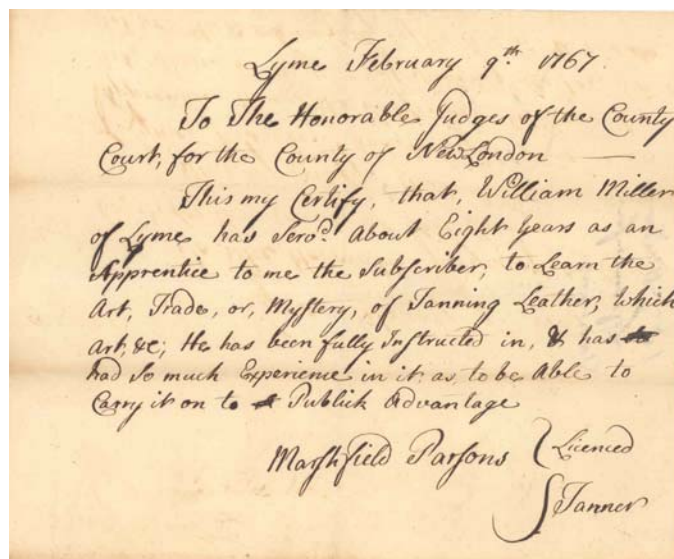 Lyme February 9th. 1767.
To The Honorable Judges of the County
Court, for the County of New London —
This my Certify, that, William Miller
of Lyme has Serv.d About Eight Years as an
Apprentice to me the Subscriber, to Learn the
Art, Trade, or, Mystery, of Tanning Leather, which
Art, &c; He has been fully Instructed in, & has
had so much Experience in it as, to be Able to
Carry it on to Publick Advantage
Marshfield Parsons } Licenced
Tanner